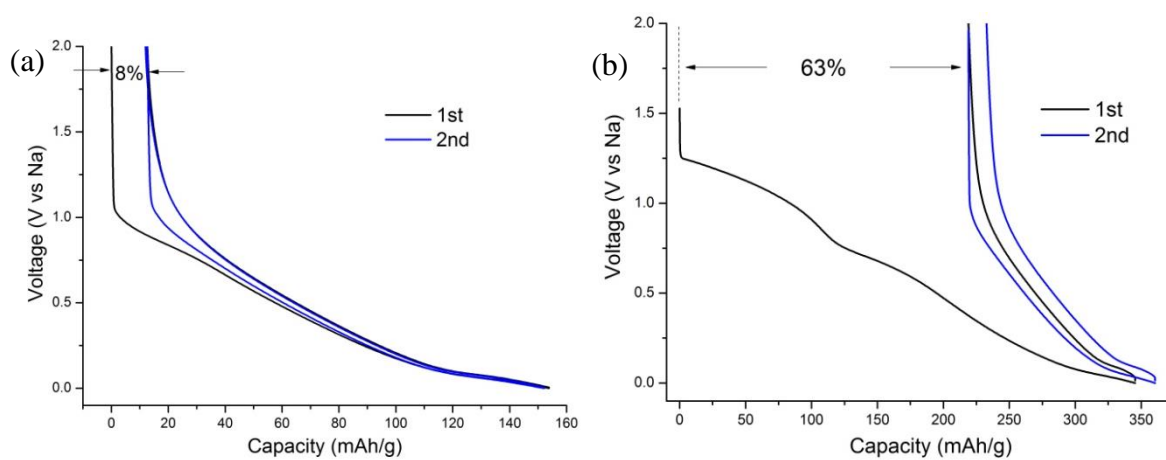 (a)
2.0
1.5
1.0
0.5
0.0
Voltage (V vs Na)
8%
1st
2nd
0 20 40 60 80 100 120 140 160
Capacity (mAh/g)
(b)
2.0
1.5
1.0
0.5
0.0
Voltage (V vs Na)
63%
1st
2nd
0 50 100 150 200 250 300 350
Capacity (mAh/g)